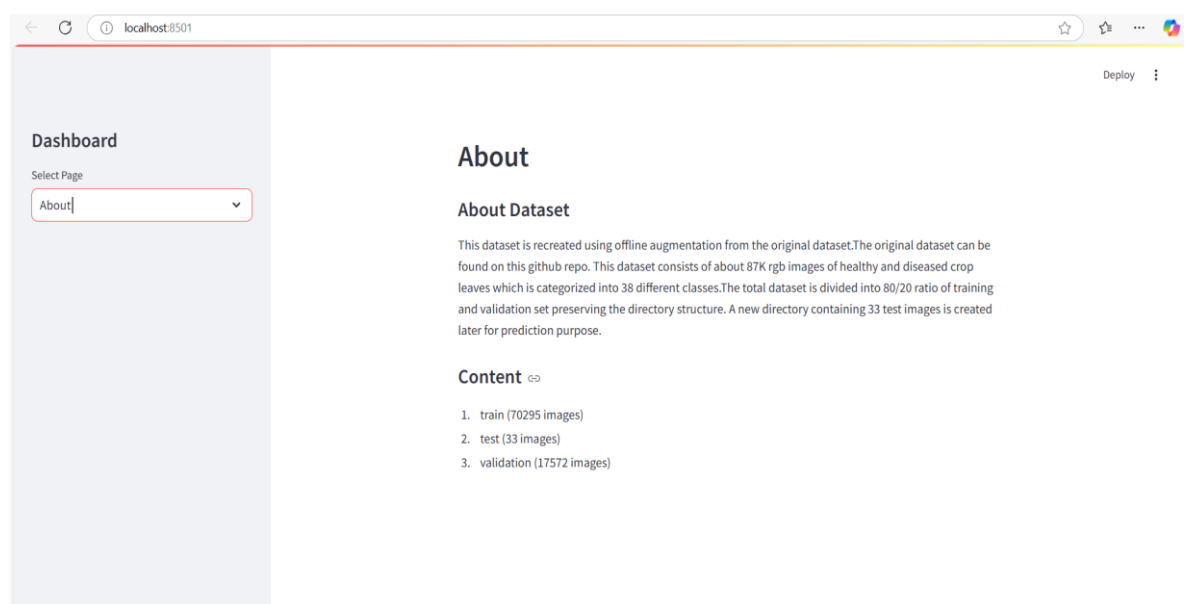 localhost:8501
Deploy
Dashboard
Select Page
About
About
About Dataset
This dataset is recreated using offline augmentation from the original dataset.The original dataset can be
found on this github repo. This dataset consists of about 87K rgb images of healthy and diseased crop
leaves which is categorized into 38 different classes.The total dataset is divided into 80/20 ratio of training
and validation set preserving the directory structure. A new directory containing 33 test images is created
later for prediction purpose.
Content
1. train (70295 images)
2. test (33 images)
3. validation (17572 images)